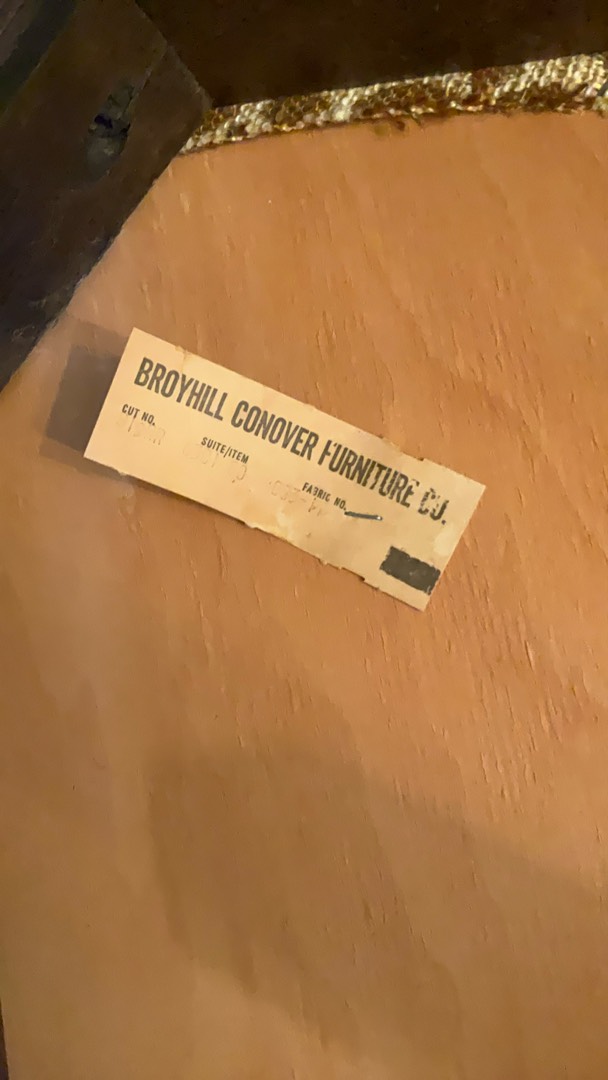 BROYHILL CONOVER FURNITURE CO.
CUT NO.
SUITE/ITEM
FABRIC NO.